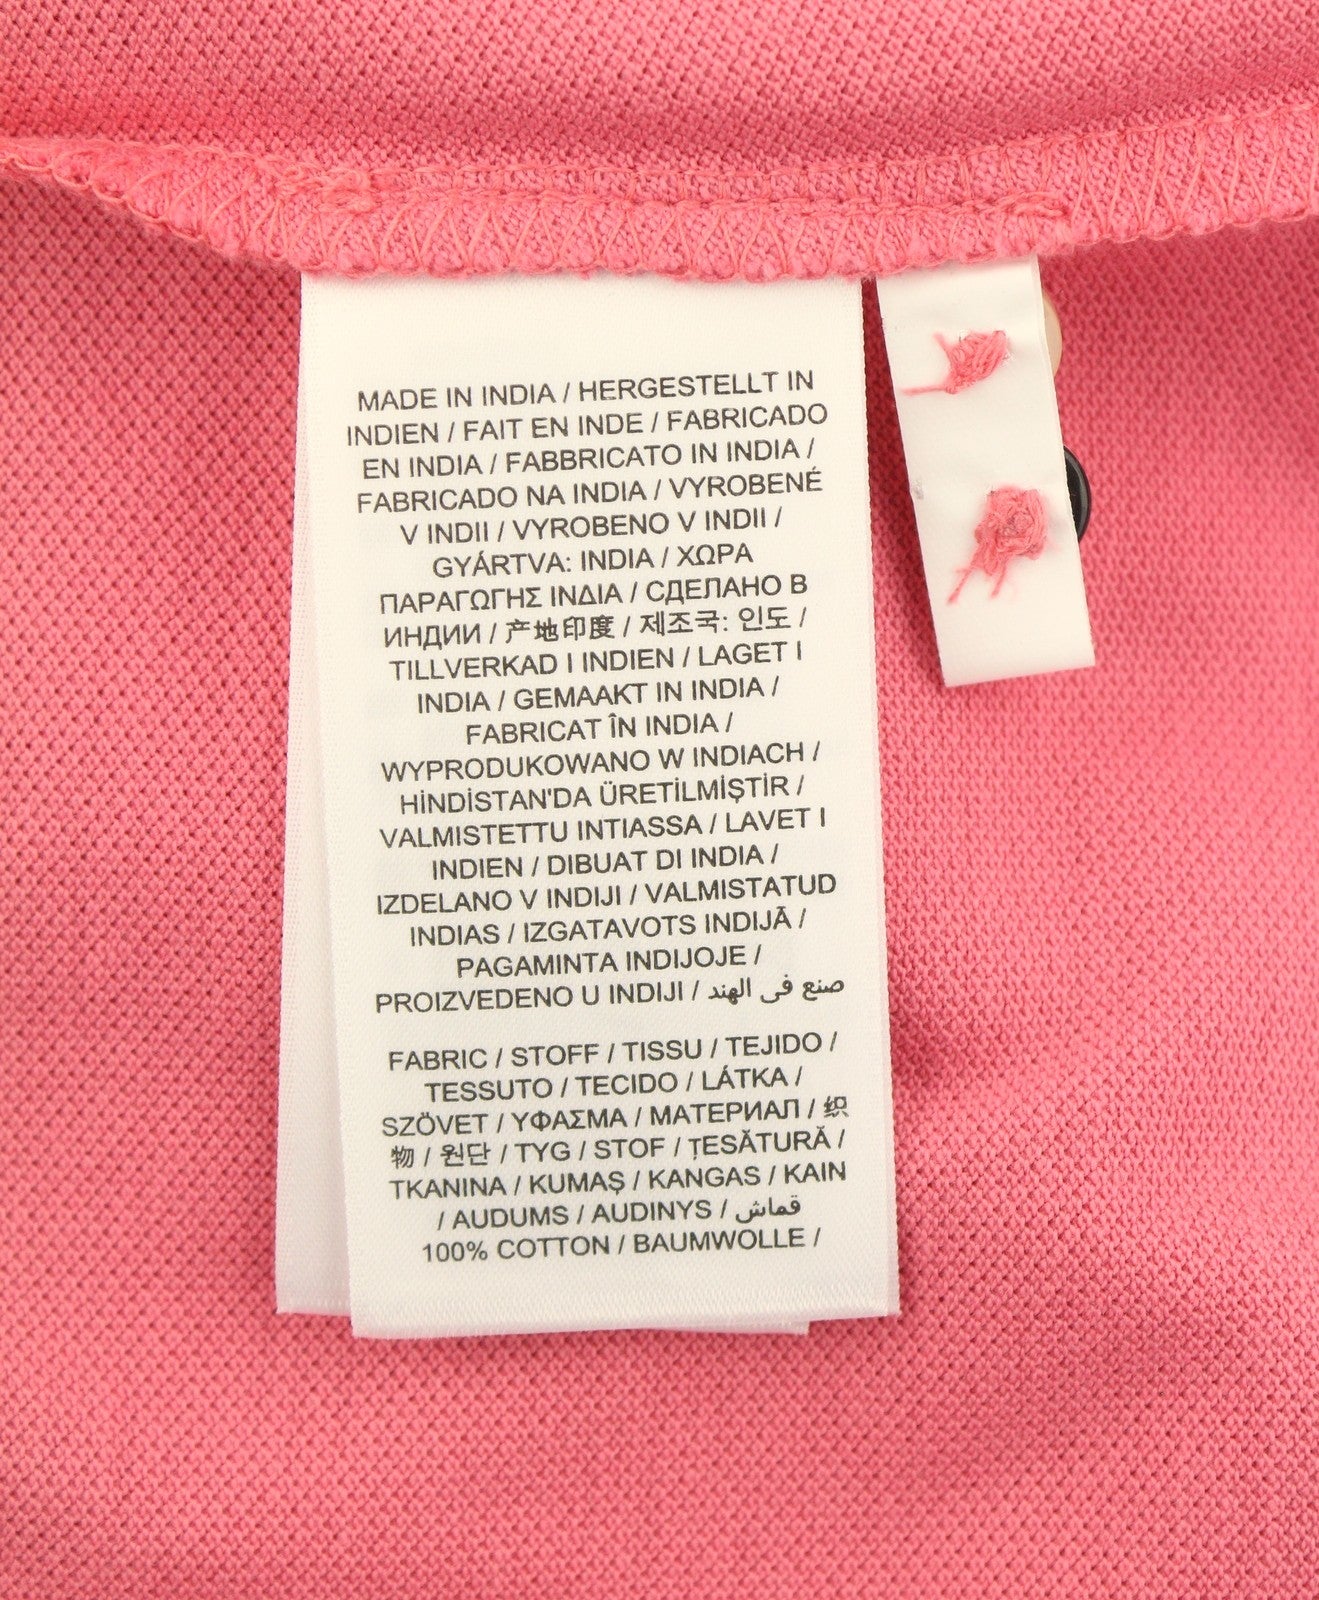 MADE IN INDIA / HERGESTELLT IN
INDIEN / FAIT EN INDE / FABRICADO
EN INDIA / FABBRICATO IN INDIA /
FABRICADO NA INDIA / VYROBENÉ
V INDII / VYROBENO V INDII /
GYÁRTVA: INDIA / ΧΩΡΑ
ΠΑΡΑΓΩΓΗΣ ΙΝΔΙΑ / СДЕЛАНО В
ИНДИИ / 产地印度 / 제조국: 인도 /
TILLVERKAD I INDIEN / LAGET I
INDIA / GEMAAKT IN INDIA /
FABRICAT ÎN INDIA /
WYPRODUKOWANO W INDIACH /
HİNDİSTAN'DA ÜRETİLMİŞTİR /
VALMISTETTU INTIASSA / LAVET I
INDIEN / DIBUAT DI INDIA /
IZDELANO V INDIJI / VALMISTATUD
INDIAS / IZGATAVOTS INDIJĀ /
PAGAMINTA INDIJOJE /
PROIZVEDENO U INDIJI / صنع في الهند
FABRIC / STOFF / TISSU / TEJIDO /
TESSUTO / TECIDO / LÁTKA /
SZÖVET / ΥΦΑΣΜΑ / МАТЕРИАЛ / 织
物 / 원단 / TYG / STOF / ȚESĂTURĂ /
TKANINA / KUMAŞ / KANGAS / KAIN
/ AUDUMS / AUDINYS / قماش
100% COTTON / BAUMWOLLE /